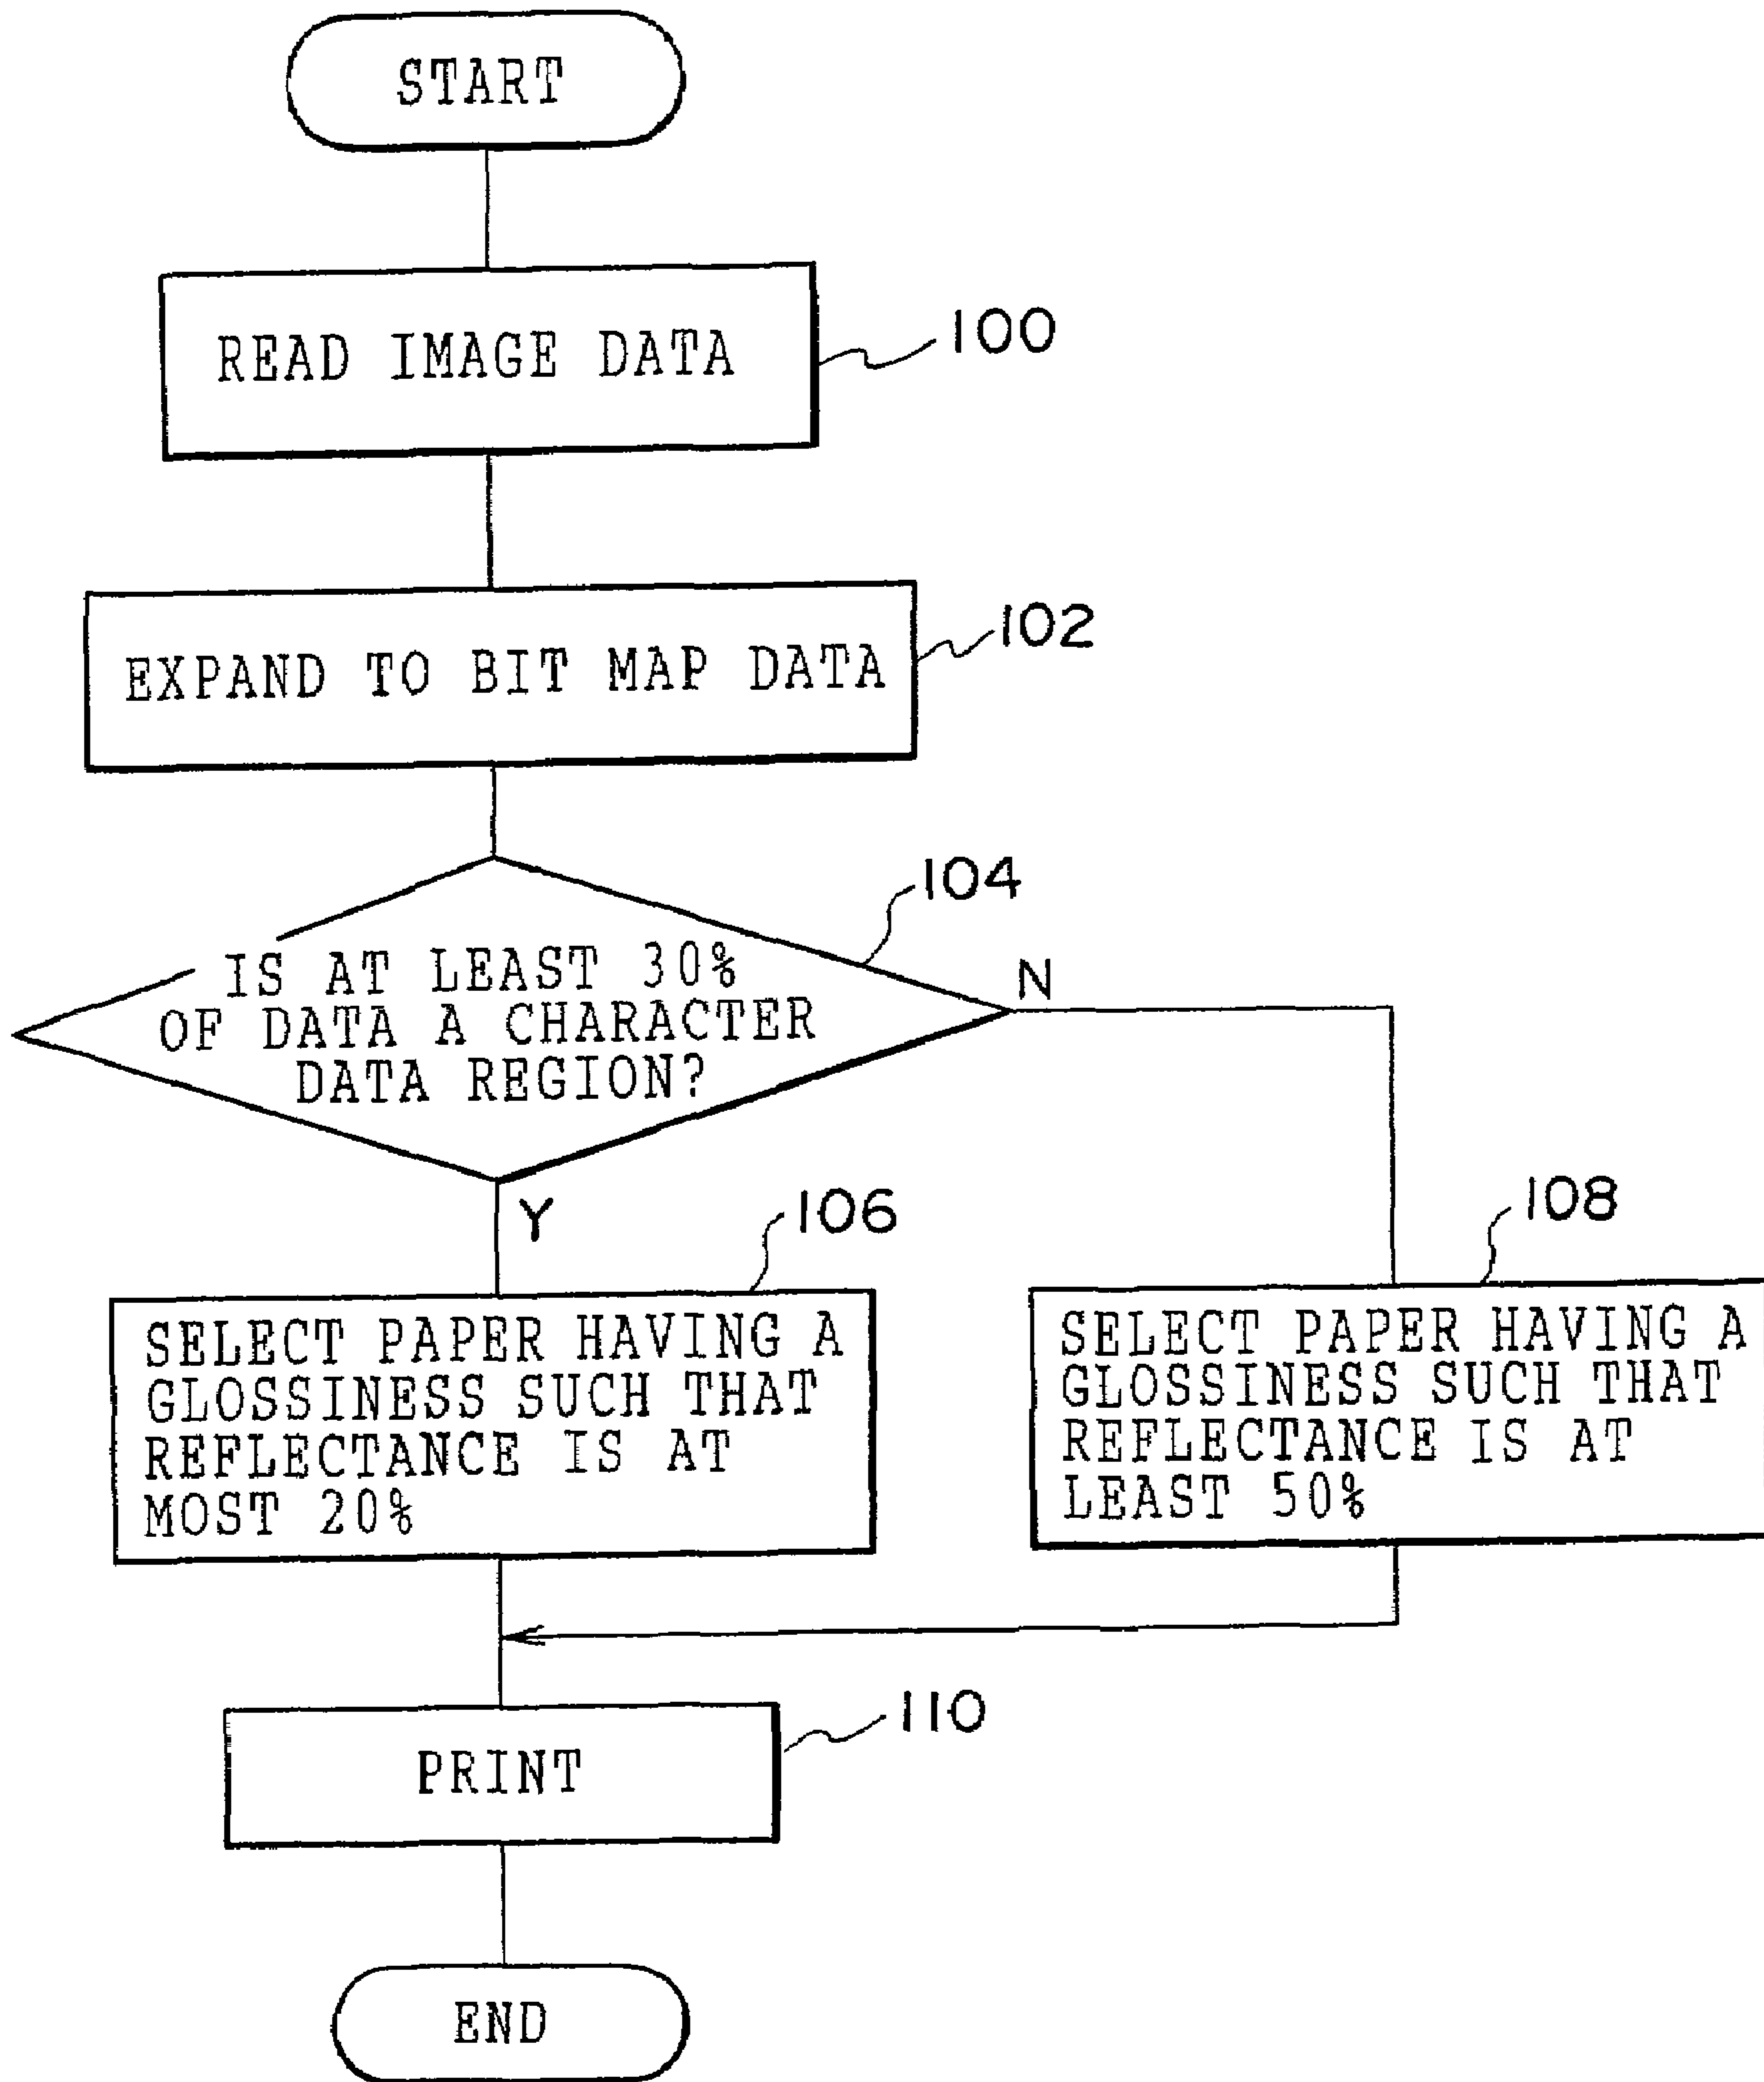 START
READ IMAGE DATA
100
EXPAND TO BIT MAP DATA
102
104
IS AT LEAST 30%
OF DATA A CHARACTER
DATA REGION?
N
Y
106
SELECT PAPER HAVING A
GLOSSINESS SUCH THAT
REFLECTANCE IS AT
MOST 20%
108
SELECT PAPER HAVING A
GLOSSINESS SUCH THAT
REFLECTANCE IS AT
LEAST 50%
PRINT
110
END